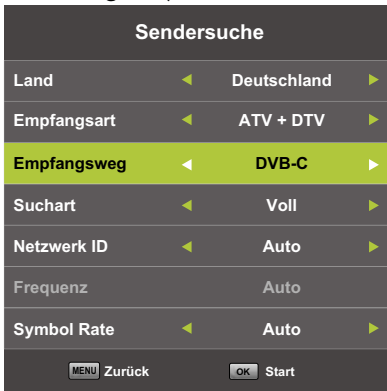 Sendersuche
Land Deutschland
Empfangsart ATV + DTV
Empfangsweg DVB-C
Suchart Voll
Netzwerk ID Auto
Frequenz Auto
Symbol Rate Auto
MENU Zurück OK Start